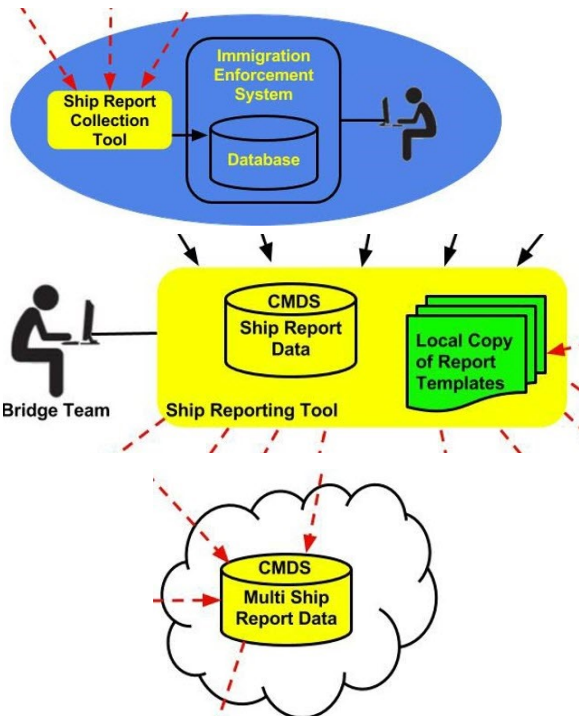 Immigration
Enforcement
System
Ship Report
Collection
Tool
Database
CMDS
Ship Report
Data
Local Copy
of Report
Templates
Bridge Team
Ship Reporting Tool
CMDS
Multi Ship
Report Data